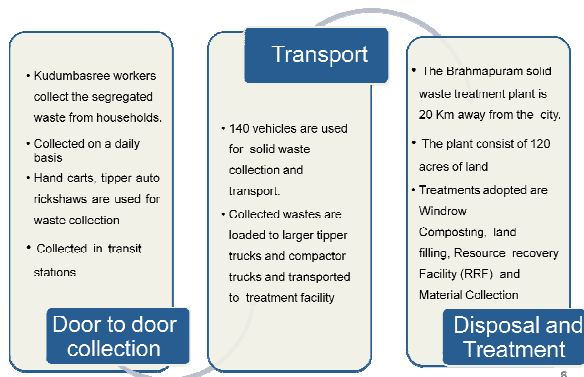 • Kudumbasree workers
collect the segregated
waste from households.
• Collected on a daily
basis
• Hand carts, tipper auto
rickshaws are used for
waste collection
• Collected in transit
stations
Door to door
collection
Transport
• 140 vehicles are used
for solid waste
collection and
transport.
• Collected wastes are
loaded to larger tipper
trucks and compactor
trucks and transported
to treatment facility
• The Brahmapuram solid
waste treatment plant is
20 Km away from the city.
• The plant consist of 120
acres of land
• Treatments adopted are
Windrow
Composting, land
filling, Resource recovery
Facility (RRF) and
Material Collection
Disposal and
Treatment